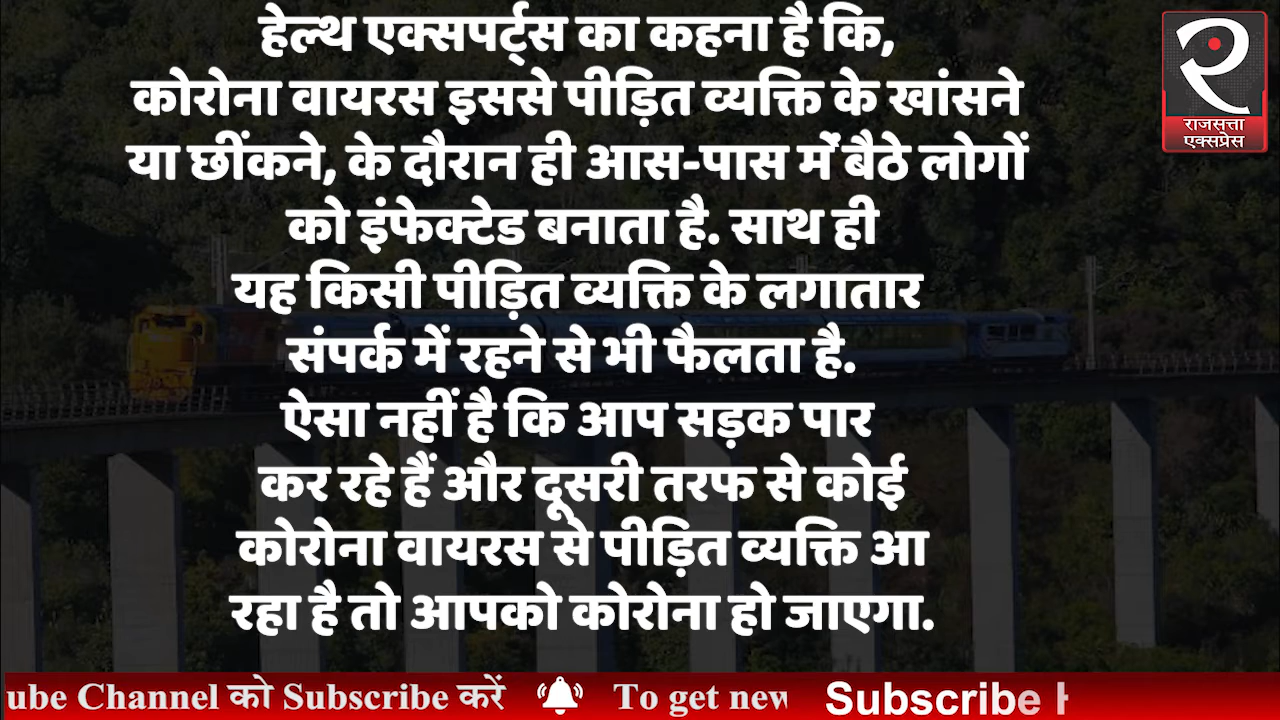 हेल्थ एक्सपर्ट्स का कहना है कि,
कोरोना वायरस इससे पीड़ित व्यक्ति के खांसने
या छींकने, के दौरान ही आस-पास में बैठे लोगों
को इंफेक्टेड बनाता है. साथ ही
यह किसी पीड़ित व्यक्ति के लगातार
संपर्क में रहने से भी फैलता है.
ऐसा नहीं है कि आप सड़क पार
कर रहे हैं और दूसरी तरफ से कोई
कोरोना वायरस से पीड़ित व्यक्ति आ
रहा है तो आपको कोरोना हो जाएगा.
राजसत्ता
एक्सप्रेस
ube Channel को Subscribe करें To get new
Subscribe